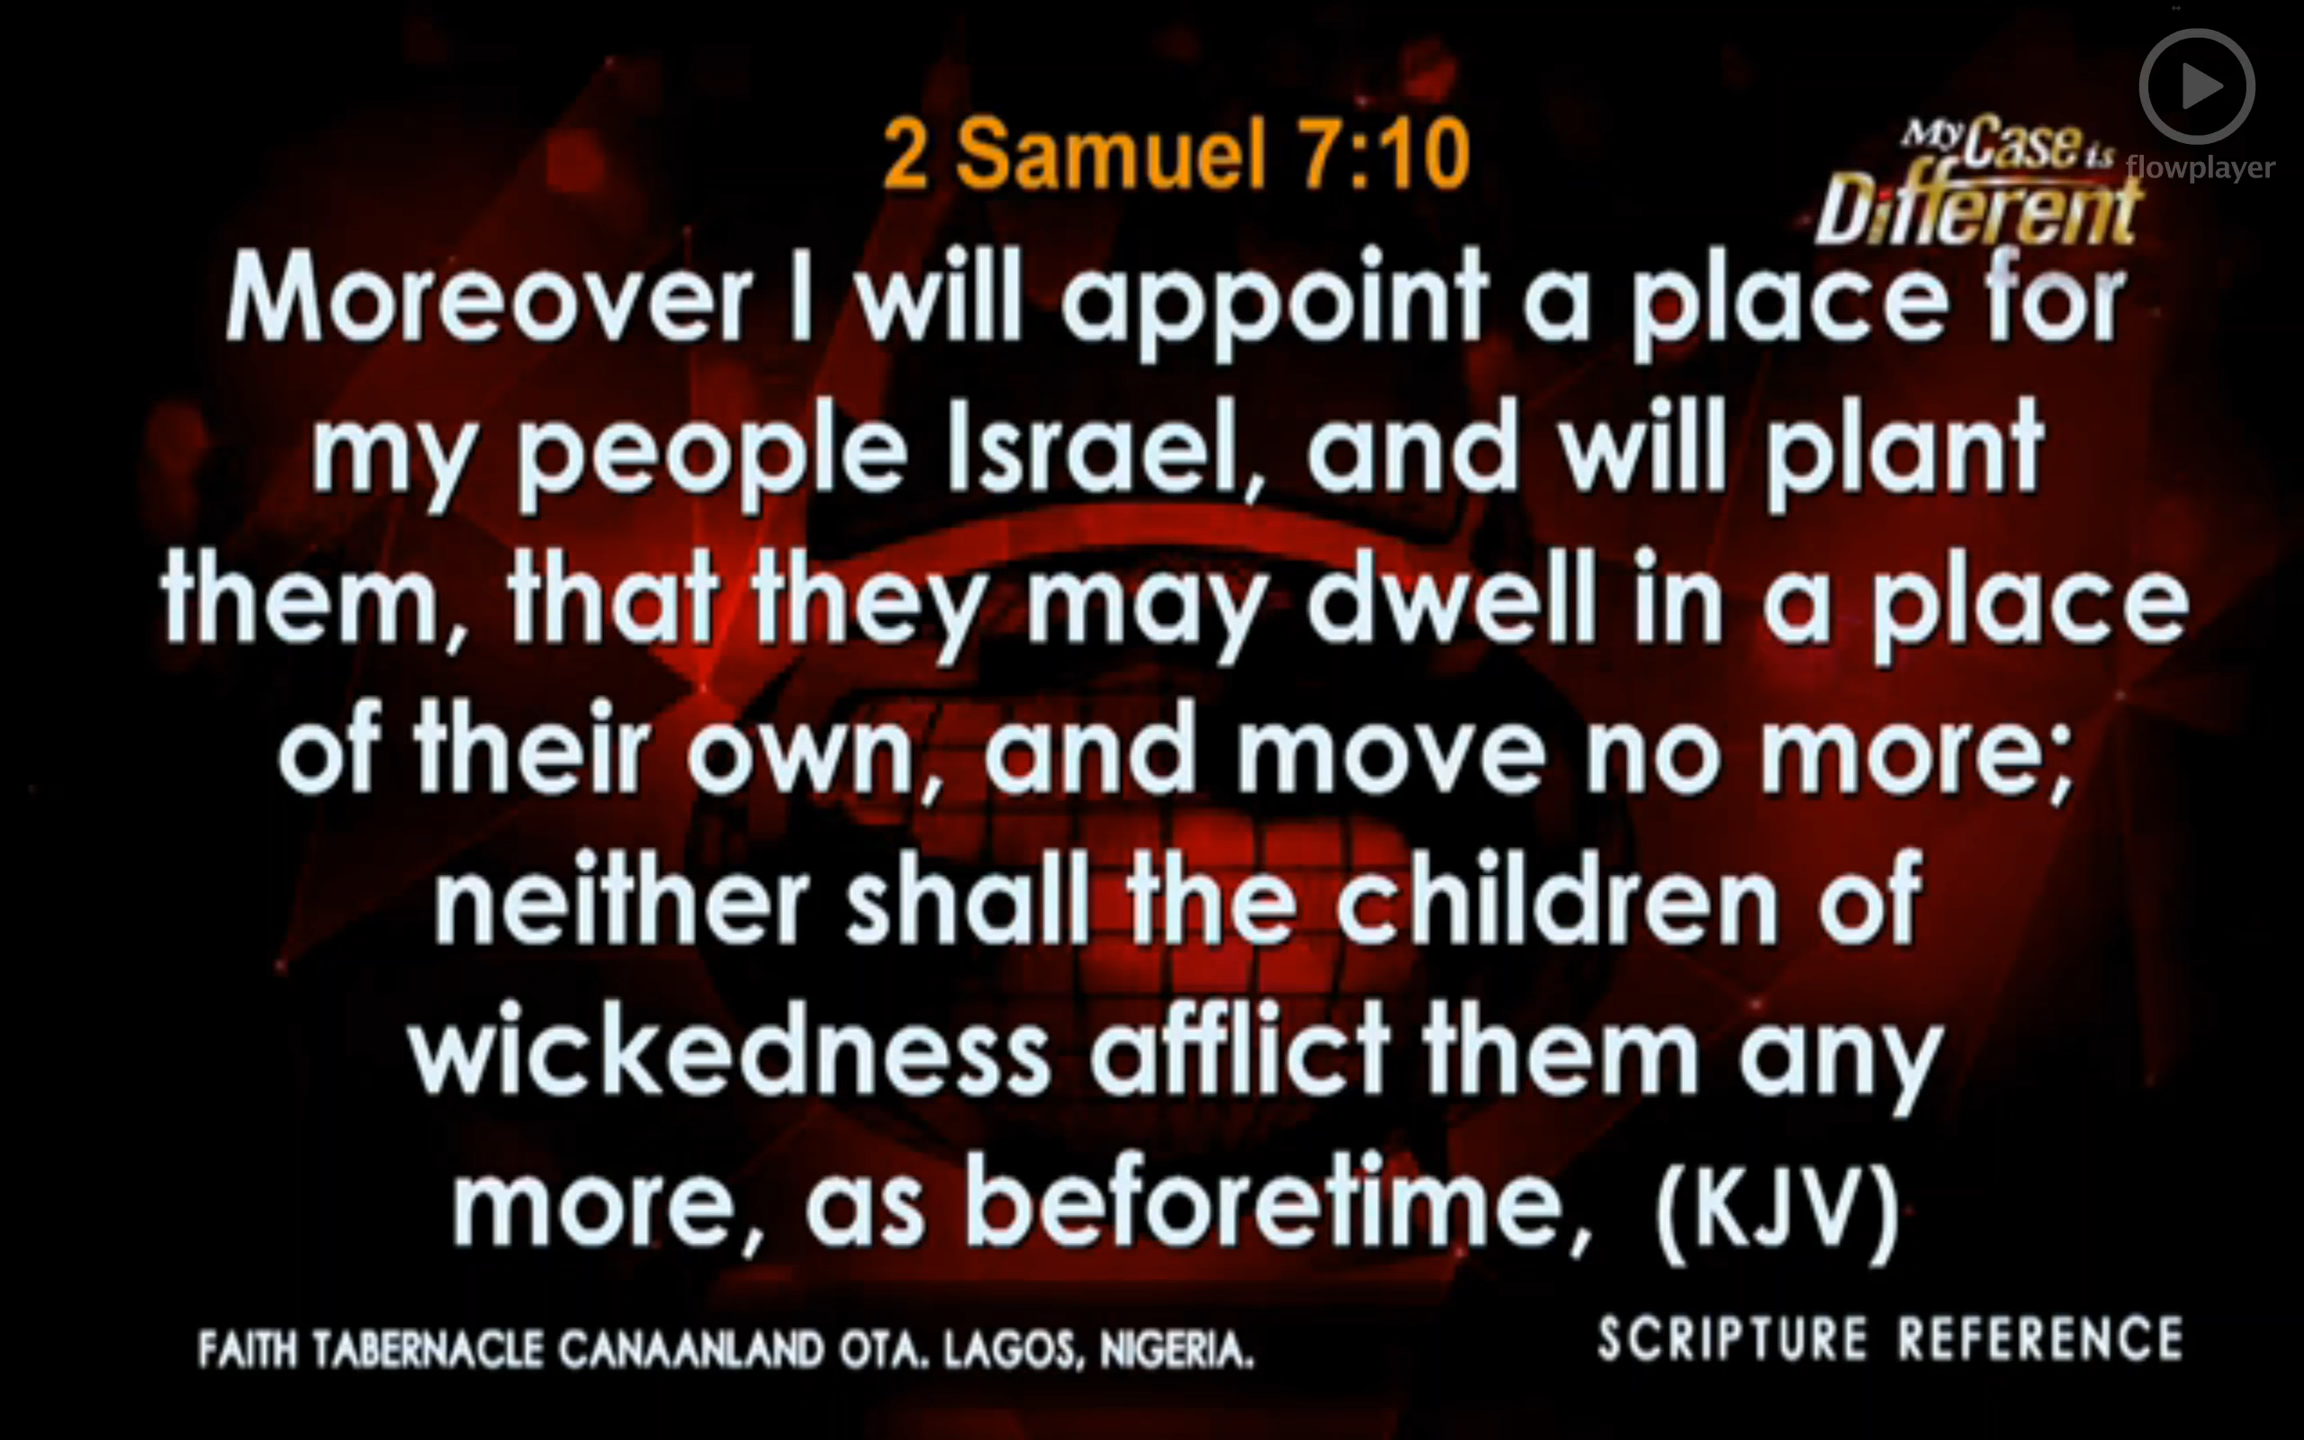 2 Samuel 7:10
My Case is
Different
flowplayer
Moreover I will appoint a place for
my people Israel, and will plant
them, that they may dwell in a place
of their own, and move no more;
neither shall the children of
wickedness afflict them any
more, as beforetime, (KJV)
FAITH TABERNACLE CANAANLAND OTA. LAGOS, NIGERIA.
SCRIPTURE REFERENCE